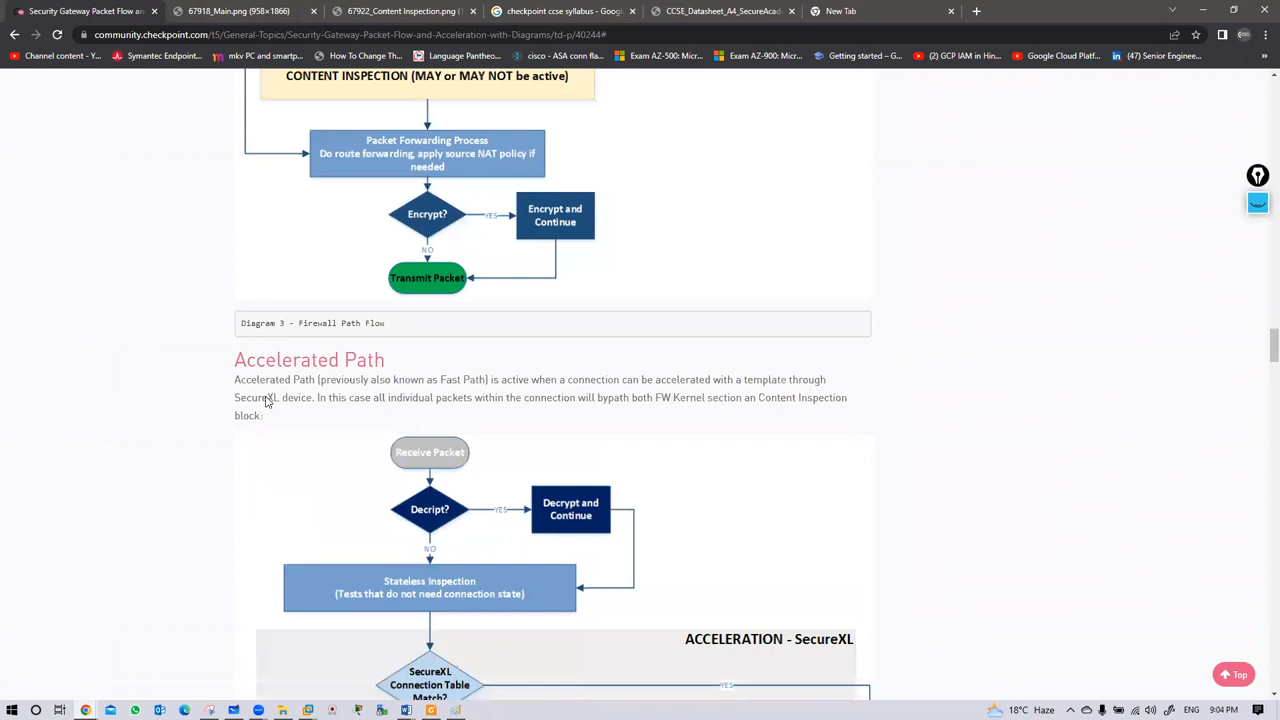 Security Gateway Packet Flow an
67918_Main.png (936×1309)
67922_
checkpoint ccse syllabus - Googl
CCSE_Datasheet_A4_SecureAcad
New Tab
community.checkpoint.com/t5/General-Topics/Security-Gateway-Packet-Flow-and-Acceleration-with-Diagrams/td-p/40244#
Channel content - Y...
Symantec Endpoint...
mkv PC and smartp...
How To Change Th...
Language Pantheo...
cisco - ASA conn fla...
Exam AZ-500: Micr...
Exam AZ-900: Micr...
Getting started – G...
(2) GCP IAM in Hin...
Google Cloud Platf...
(47) Senior Enginee...
CONTENT INSPECTION (MAY or MAY NOT be active)
Packet Forwarding Process
Do route forwarding, apply source NAT policy if
needed
Encrypt?
YES
Encrypt and
Continue
NO
Transmit Packet
Diagram 3 - Firewall Path Flow
Accelerated Path
Accelerated Path (previously also known as Fast Path) is active when a connection can be accelerated with a template through
SecureXL device. In this case all individual packets within the connection will bypath both FW Kernel section an Content Inspection
block:
Receive Packet
Decript?
YES
Decrypt and
Continue
NO
Stateless Inspection
(Tests that do not need connection state)
ACCELERATION - SecureXL
SecureXL
Connection Table
Match?
YES
Top
18°C Haze
ENG
9:04 PM